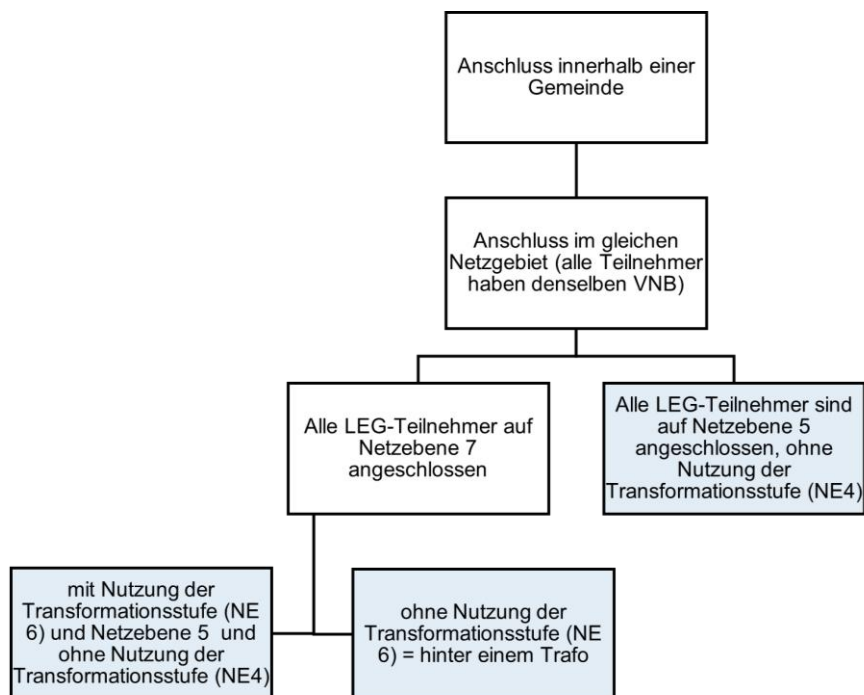 Anschluss innerhalb einer
Gemeinde
Anschluss im gleichen
Netzgebiet (alle Teilnehmer
haben denselben VNB)
Alle LEG-Teilnehmer auf
Netzebene 7
angeschlossen
Alle LEG-Teilnehmer sind
auf Netzebene 5
angeschlossen, ohne
Nutzung der
Transformationsstufe (NE4)
mit Nutzung der
Transformationsstufe (NE
6) und Netzebene 5 und
ohne Nutzung der
Transformationsstufe (NE4)
ohne Nutzung der
Transformationsstufe (NE
6) = hinter einem Trafo